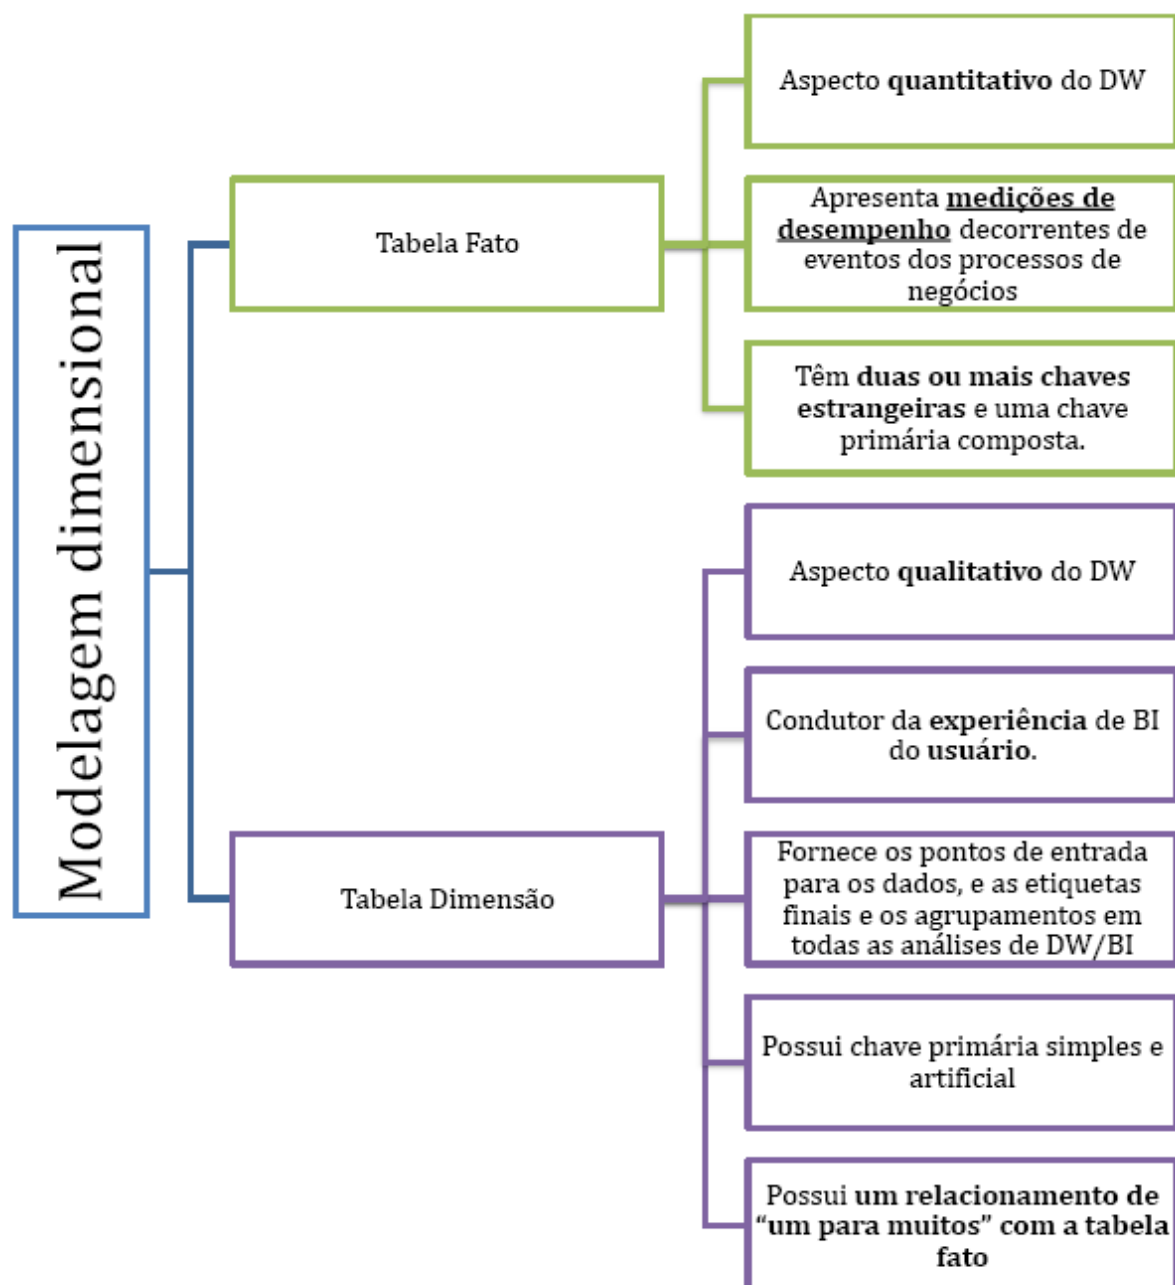 Modelagem dimensional
Tabela Fato
Aspecto quantitativo do DW
Apresenta medições de
desempenho decorrentes de
eventos dos processos de
negócios
Têm duas ou mais chaves
estrangeiras e uma chave
primária composta.
Tabela Dimensão
Aspecto qualitativo do DW
Condutor da experiência de BI
do usuário.
Fornece os pontos de entrada
para os dados, e as etiquetas
finais e os agrupamentos em
todas as análises de DW/BI
Possui chave primária simples e
artificial
Possui um relacionamento de
“um para muitos” com a tabela
fato